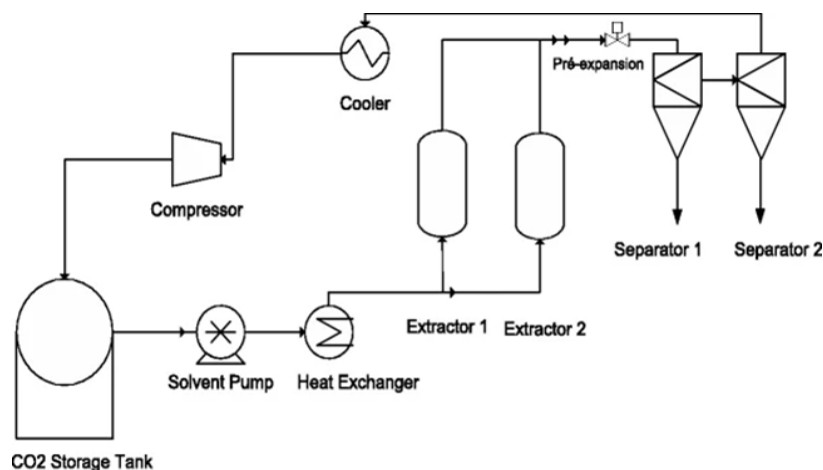 Cooler
Pré-expansion
Compressor
Separator 1
Separator 2
Extractor 1
Extractor 2
Solvent Pump
Heat Exchanger
CO2 Storage Tank